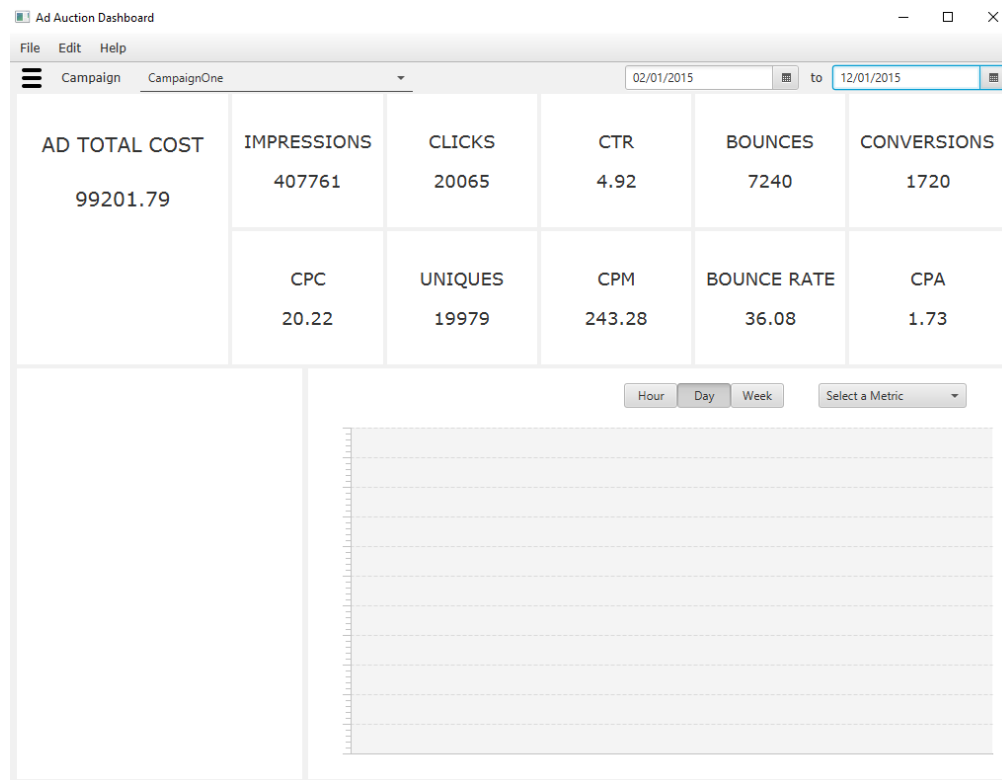 Ad Auction Dashboard
File Edit Help
Campaign CampaignOne 02/01/2015 to 12/01/2015
AD TOTAL COST
99201.79
IMPRESSIONS CLICKS CTR BOUNCES CONVERSIONS
407761 20065 4.92 7240 1720
CPC UNIQUES CPM BOUNCE RATE CPA
20.22 19979 243.28 36.08 1.73
Hour Day Week Select a Metric